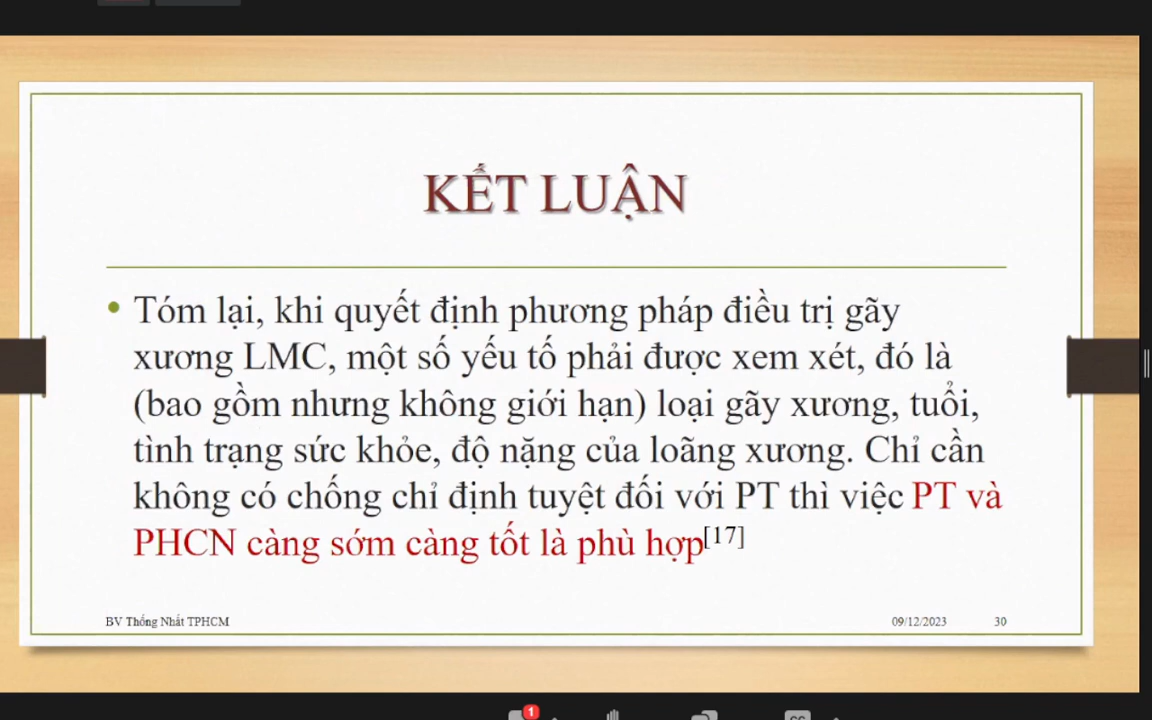 KẾT LUẬN
• Tóm lại, khi quyết định phương pháp điều trị gãy
xương LMC, một số yếu tố phải được xem xét, đó là
(bao gồm nhưng không giới hạn) loại gãy xương, tuổi,
tình trạng sức khỏe, độ nặng của loãng xương. Chỉ cần
không có chống chỉ định tuyệt đối với PT thì việc PT và
PHCN càng sớm càng tốt là phù hợp[17]
BV Thống Nhất TPHCM 09/12/2023 30
1